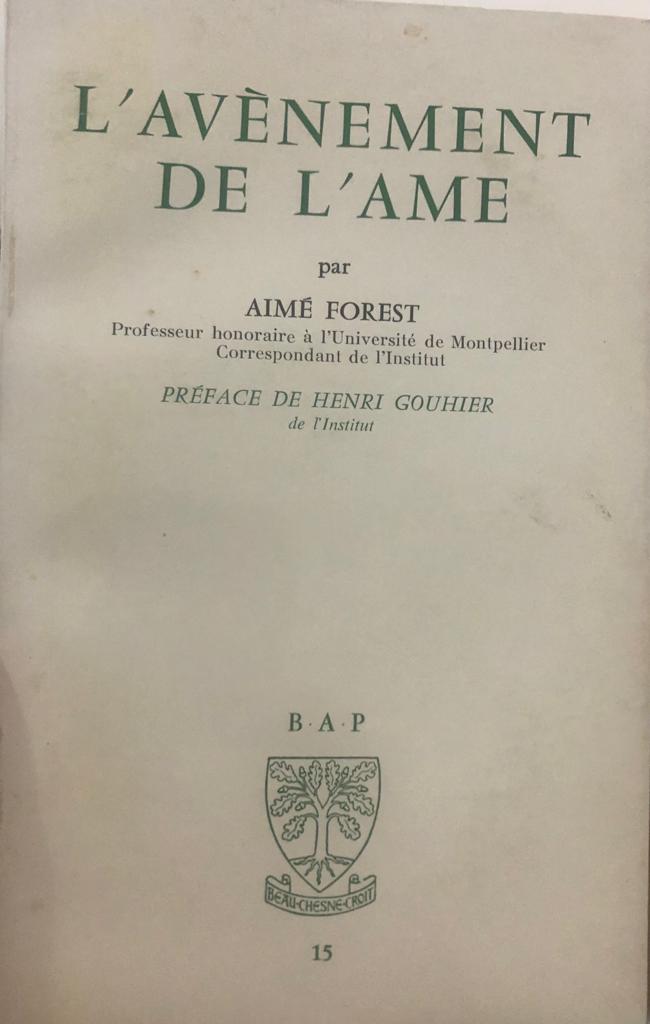 L'AVÈNEMENT
DE L'AME
par
AIMÉ FOREST
Professeur honoraire à l'Université de Montpellier
Correspondant de l'Institut
PRÉFACE DE HENRI GOUHIER
de l'Institut
B·A·P
BEAU-CHESNE-CROIT
15